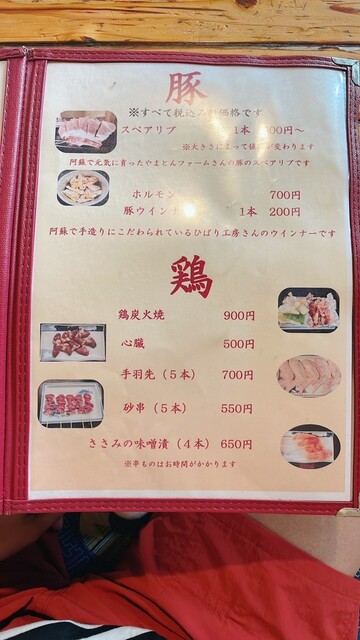 豚
※すべて税込みの価格です
スペアリブ 1本 00円〜
※大きさによって値段が変わります
阿蘇で元気に育ったやまとんファームさんの豚のスペアリブです
ホルモン 700円
豚ウインナー 1本 200円
阿蘇で手造りにこだわられているひばり工房さんのウインナーです
鶏
鶏炭火焼 900円
心臓 500円
手羽先(5本) 700円
砂串(5本) 550円
ささみの味噌漬(4本) 650円
※串ものはお時間がかかります